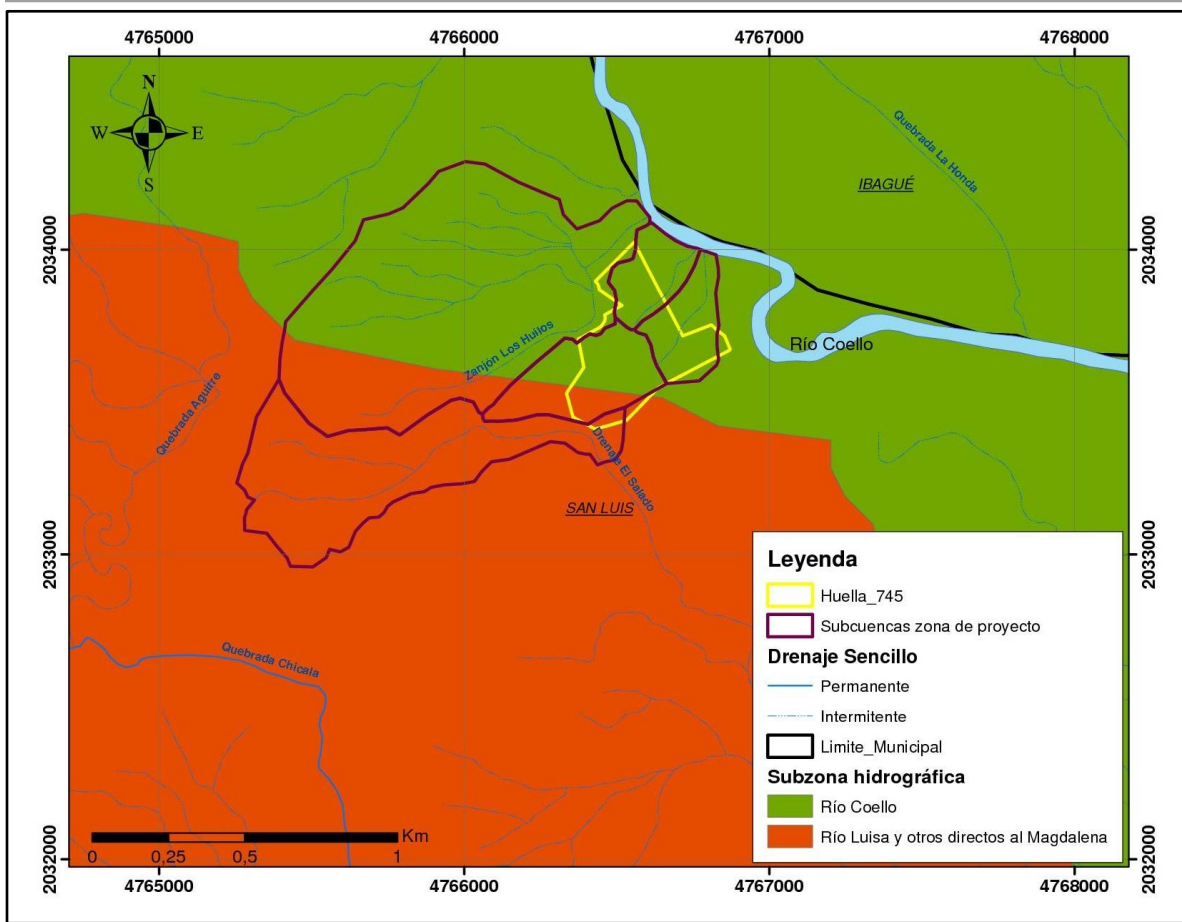 4765000
4766000
4767000
4768000
N
W
E
S
Quebrada La Honda
IBAGUÉ
2034000
2034000
Zanjón Los Huilos
Río Coello
Quebrada Aguirre
Drenaje El Salado
SAN LUIS
2033000
2033000
Quebrada Chicala
Leyenda
Huella_745
Subcuencas zona de proyecto
Drenaje Sencillo
Permanente
Intermitente
Limite_Municipal
Subzona hidrográfica
Río Coello
Río Luisa y otros directos al Magdalena
Km
0 0,25 0,5 1
2032000
2032000
4765000
4766000
4767000
4768000